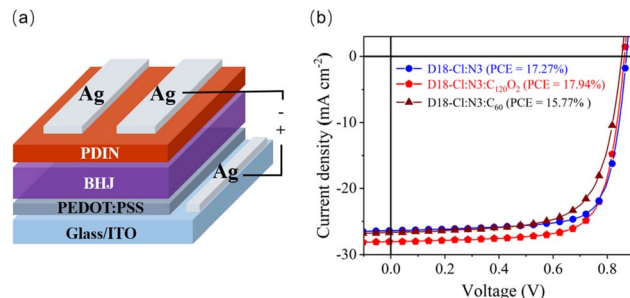 (a)
Ag
Ag
-
+
PDIN
BHJ
Ag
PEDOT:PSS
Glass/ITO
(b)
0
-10
-20
-30
Current density (mA cm⁻²)
D18-Cl:N3 (PCE = 17.27%)
D18-Cl:N3:C₁₂₀O₂ (PCE = 17.94%)
D18-Cl:N3:C₆₀ (PCE = 15.77% )
0.0
0.2
0.4
0.6
0.8
Voltage (V)